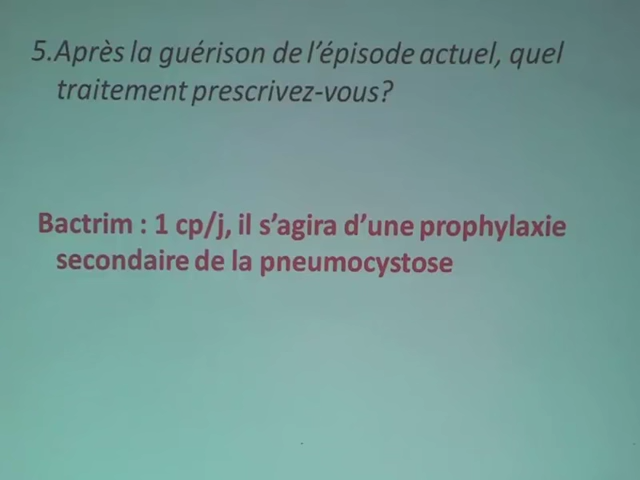 5.Après la guérison de l'épisode actuel, quel
traitement prescrivez-vous?
Bactrim : 1 cp/j, il s'agira d'une prophylaxie
secondaire de la pneumocystose